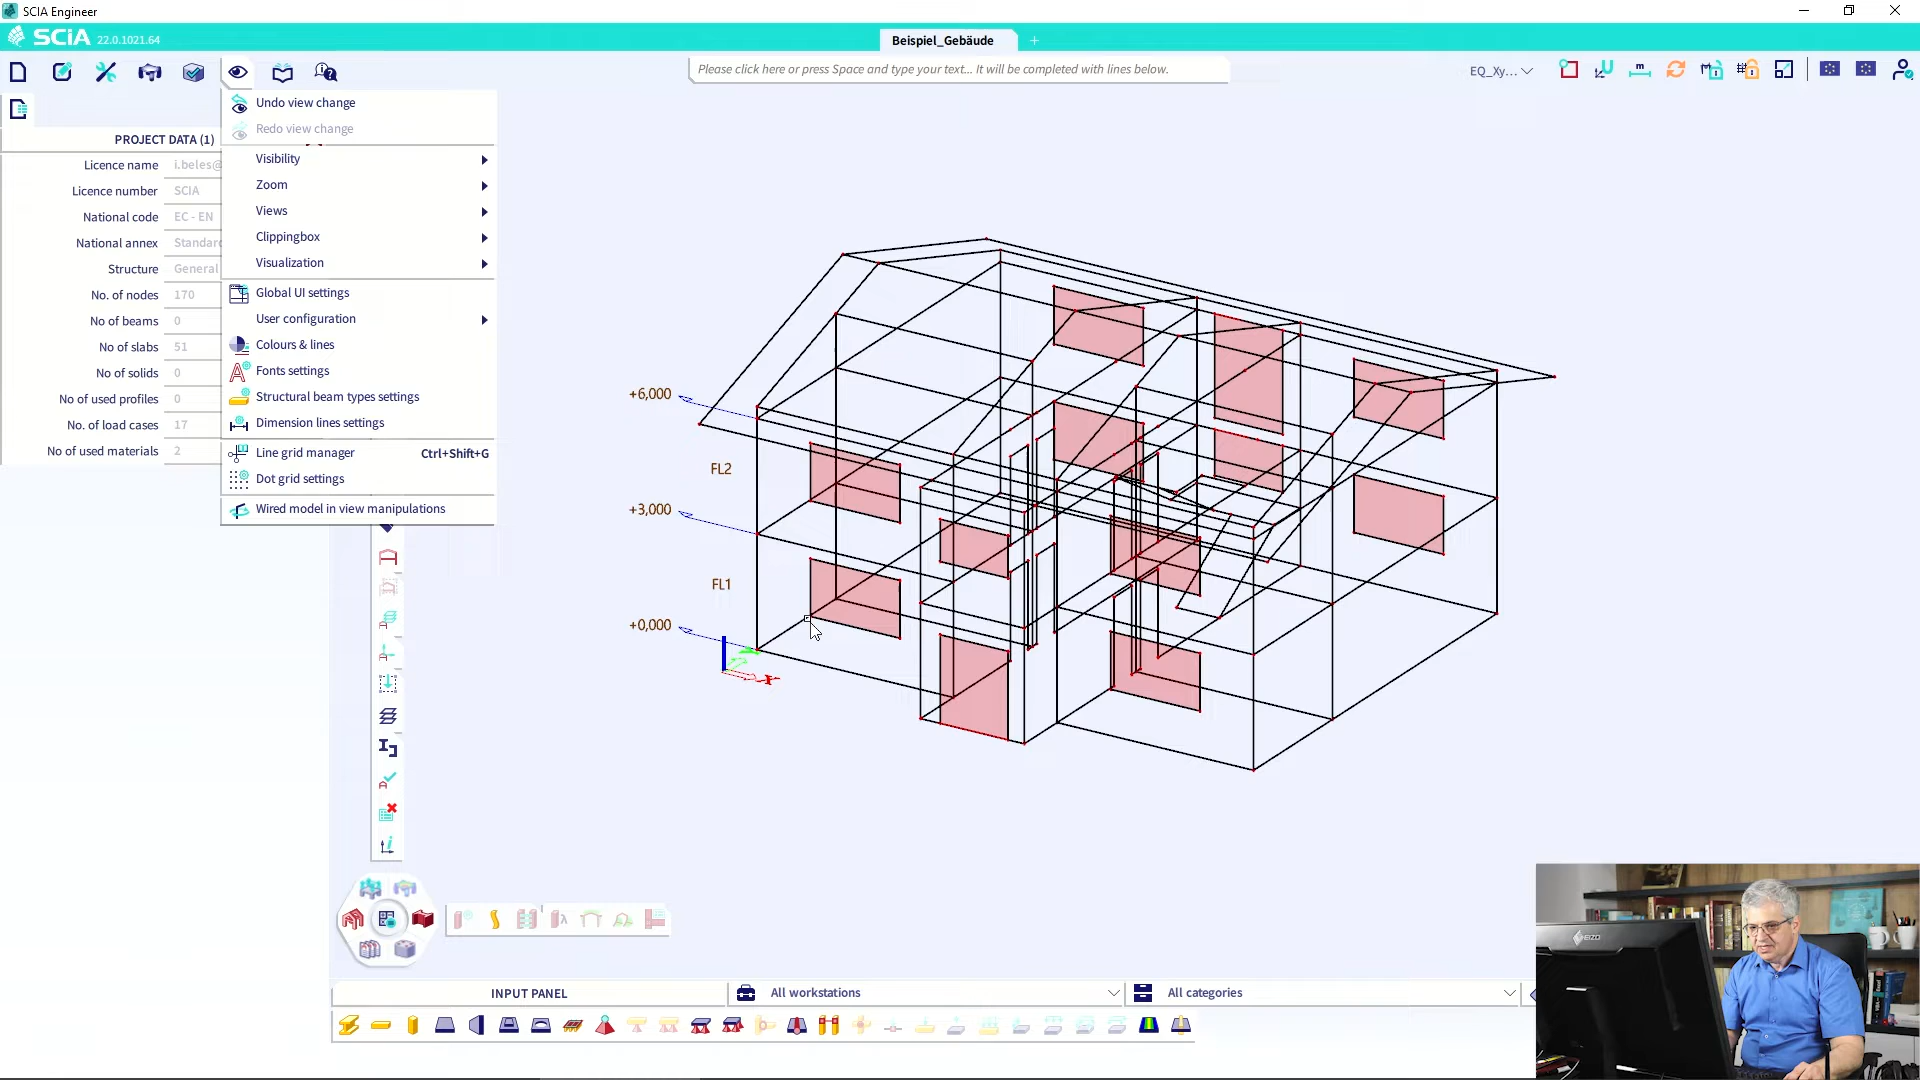 SCIA Engineer
SCiA 22.0.1021.64
Beispiel_Gebäude
Please click here or press Space and type your text... It will be completed with lines below.
EQ_Xy...
Undo view change
Redo view change
Visibility
Zoom
Views
Clippingbox
Visualization
Global UI settings
User configuration
Colours & lines
Fonts settings
Structural beam types settings
Dimension lines settings
Line grid manager Ctrl+Shift+G
Dot grid settings
Wired model in view manipulations
PROJECT DATA (1)
Licence name i.beles@
Licence number SCIA
National code EC - EN
National annex Standard
Structure General
No. of nodes 170
No of beams 0
No of slabs 51
No of solids 0
No of used profiles 0
No. of load cases 17
No of used materials 2
+6,000
FL2
+3,000
FL1
+0,000
X
INPUT PANEL
All workstations
All categories
EIZO